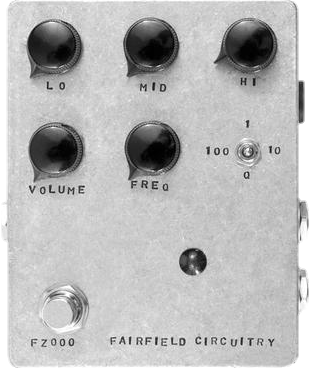 LO MID HI
1
100 10
VOLUME FREQ Q
FZ000 FAIRFIELD CIRCUITRY